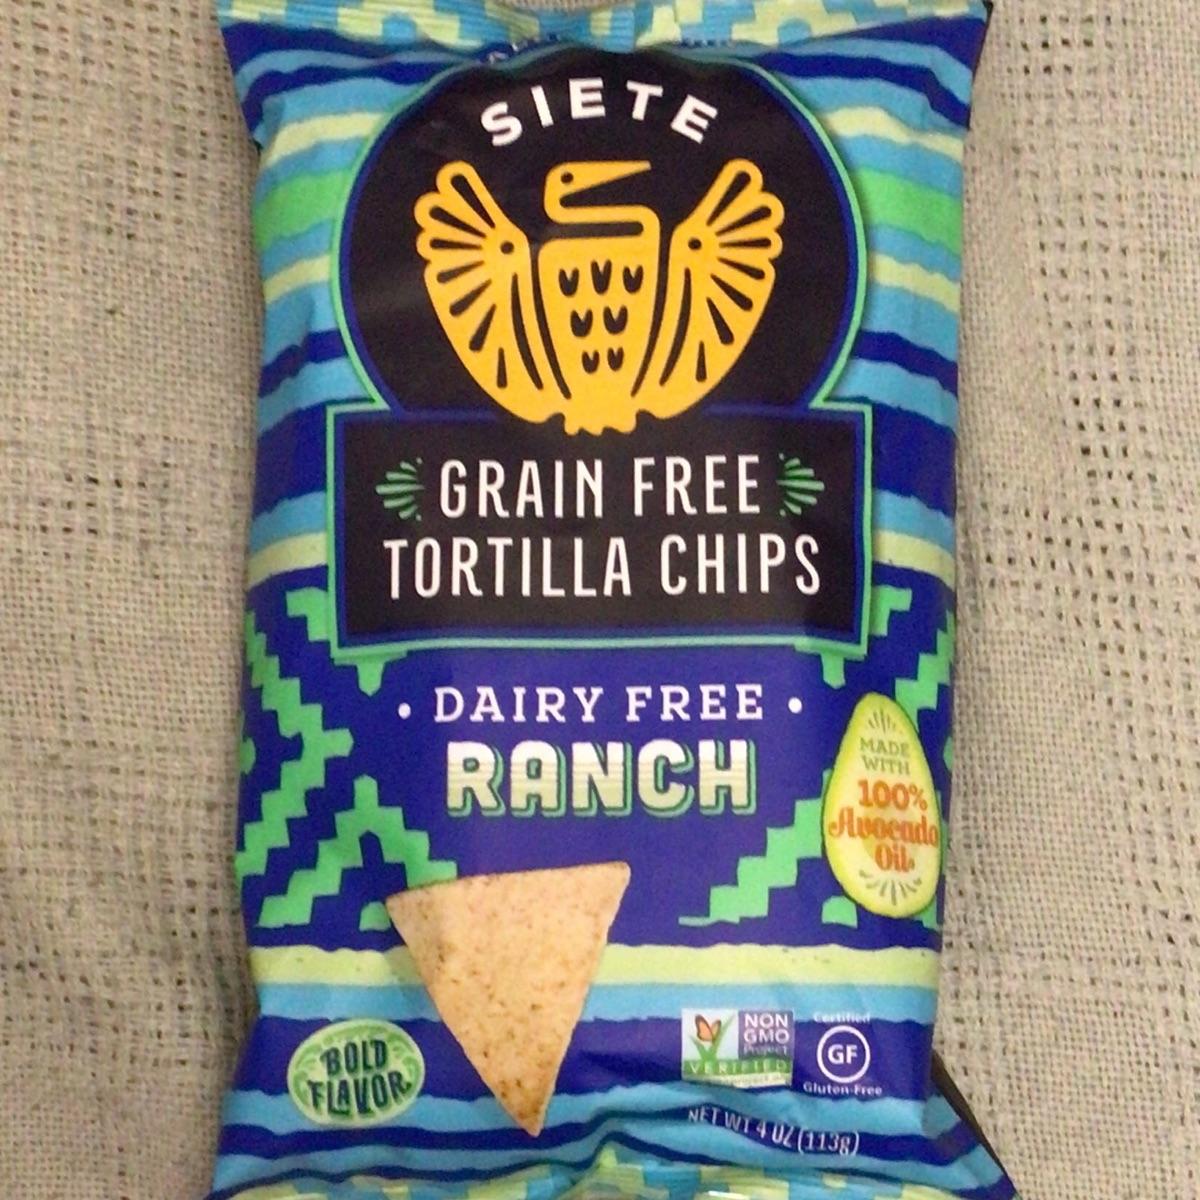 SIETE
GRAIN FREE
TORTILLA CHIPS
• DAIRY FREE •
RANCH
MADE
WITH
100%
Avocado
Oil
BOLD
FLAVOR
NON
GMO
Project
VERIFIED
Certified
GF
Gluten-Free
NET WT 4 OZ (113g)